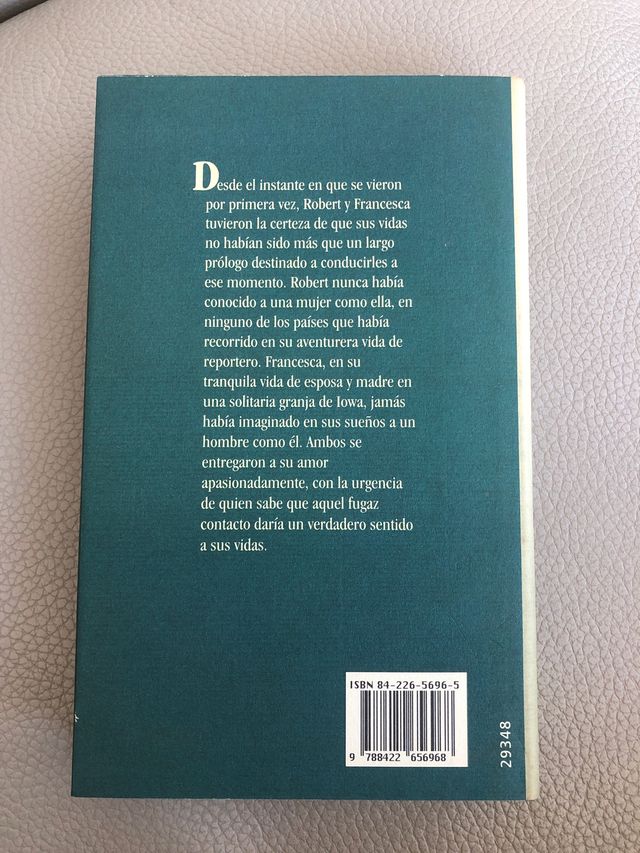 Desde el instante en que se vieron
por primera vez, Robert y Francesca
tuvieron la certeza de que sus vidas
no habían sido más que un largo
prólogo destinado a conducirles a
ese momento. Robert nunca había
conocido a una mujer como ella, en
ninguno de los países que había
recorrido en su aventurera vida de
reportero. Francesca, en su
tranquila vida de esposa y madre en
una solitaria granja de Iowa, jamás
había imaginado en sus sueños a un
hombre como él. Ambos se
entregaron a su amor
apasionadamente, con la urgencia
de quien sabe que aquel fugaz
contacto daría un verdadero sentido
a sus vidas.
ISBN 84-226-5696-5
9 788422 656968
29348